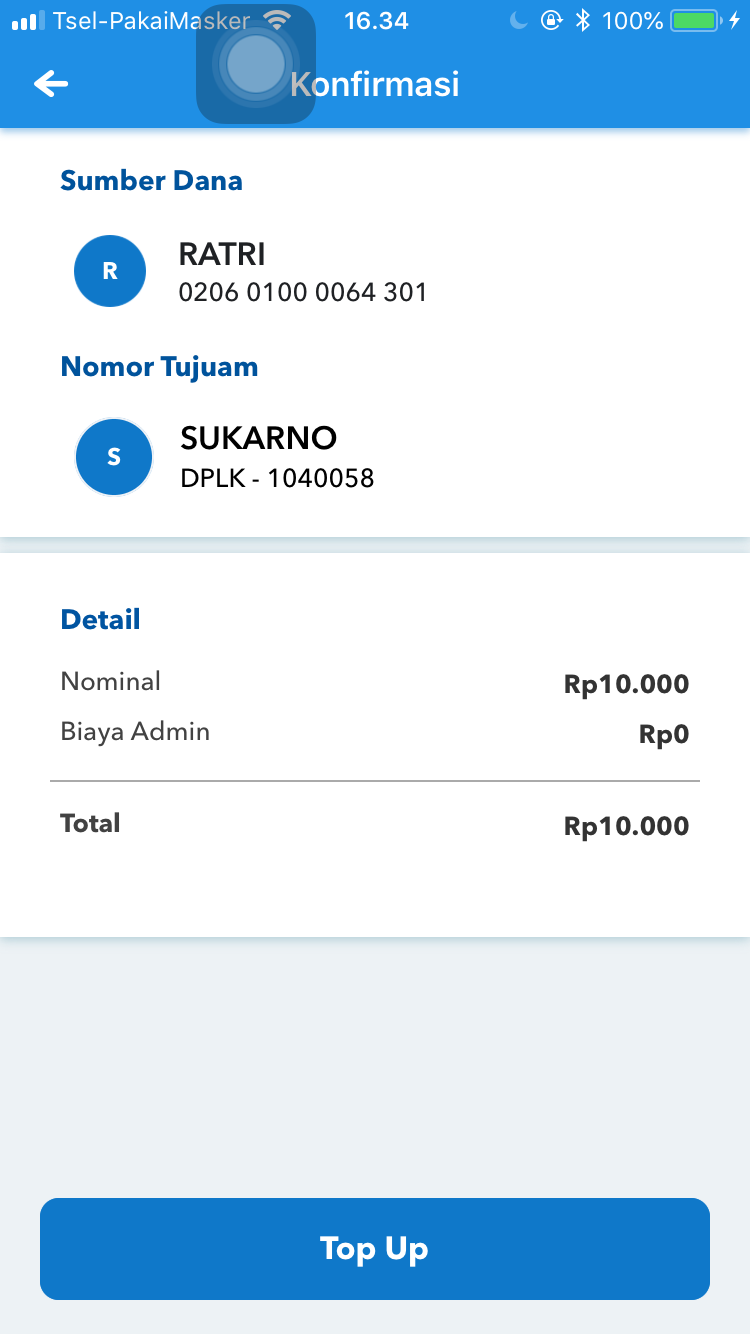 Tsel-PakaiMasker 16.34 100%
Konfirmasi
Sumber Dana
R
RATRI
0206 0100 0064 301
Nomor Tujuam
S
SUKARNO
DPLK - 1040058
Detail
Nominal Rp10.000
Biaya Admin Rp0
Total Rp10.000
Top Up